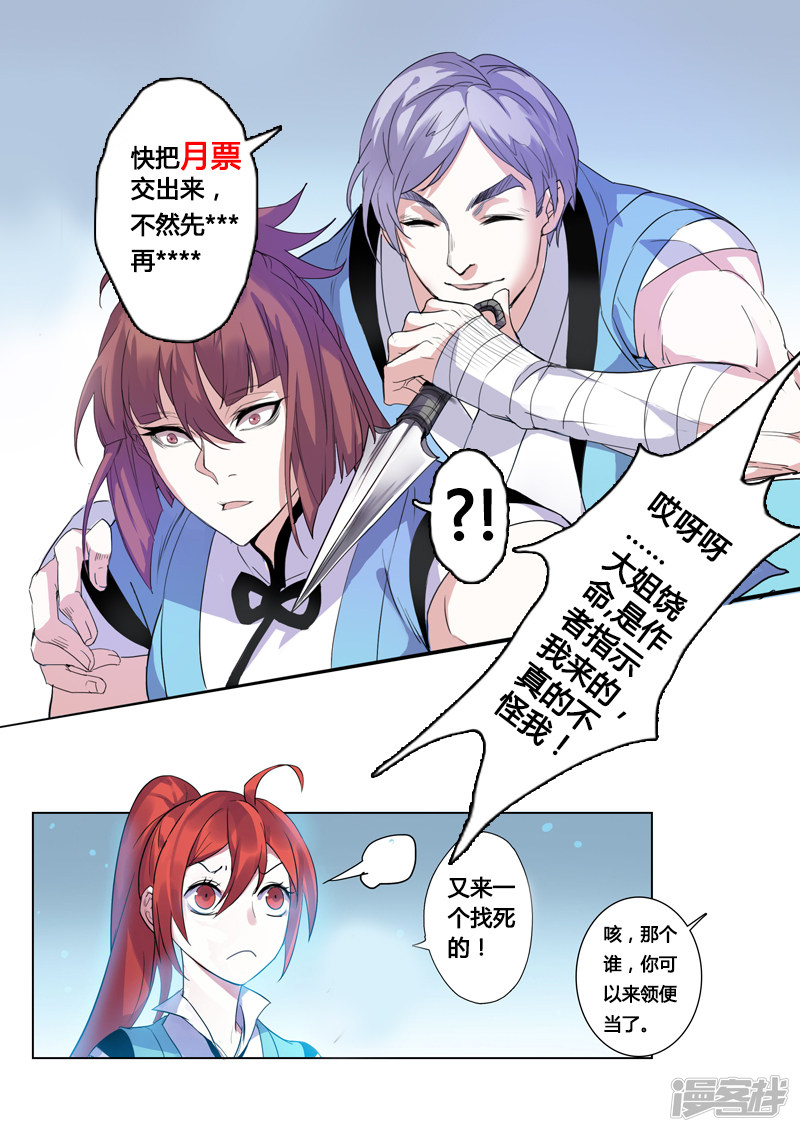 快把月票
交出来，
不然先***
再****
?!
哎呀呀
……
大姐饶
命,是作
者指示
我来的，
真的不
怪我！
又来一
个找死
的！
咳，那个
谁，你可
以来领便
当了。
漫客栈